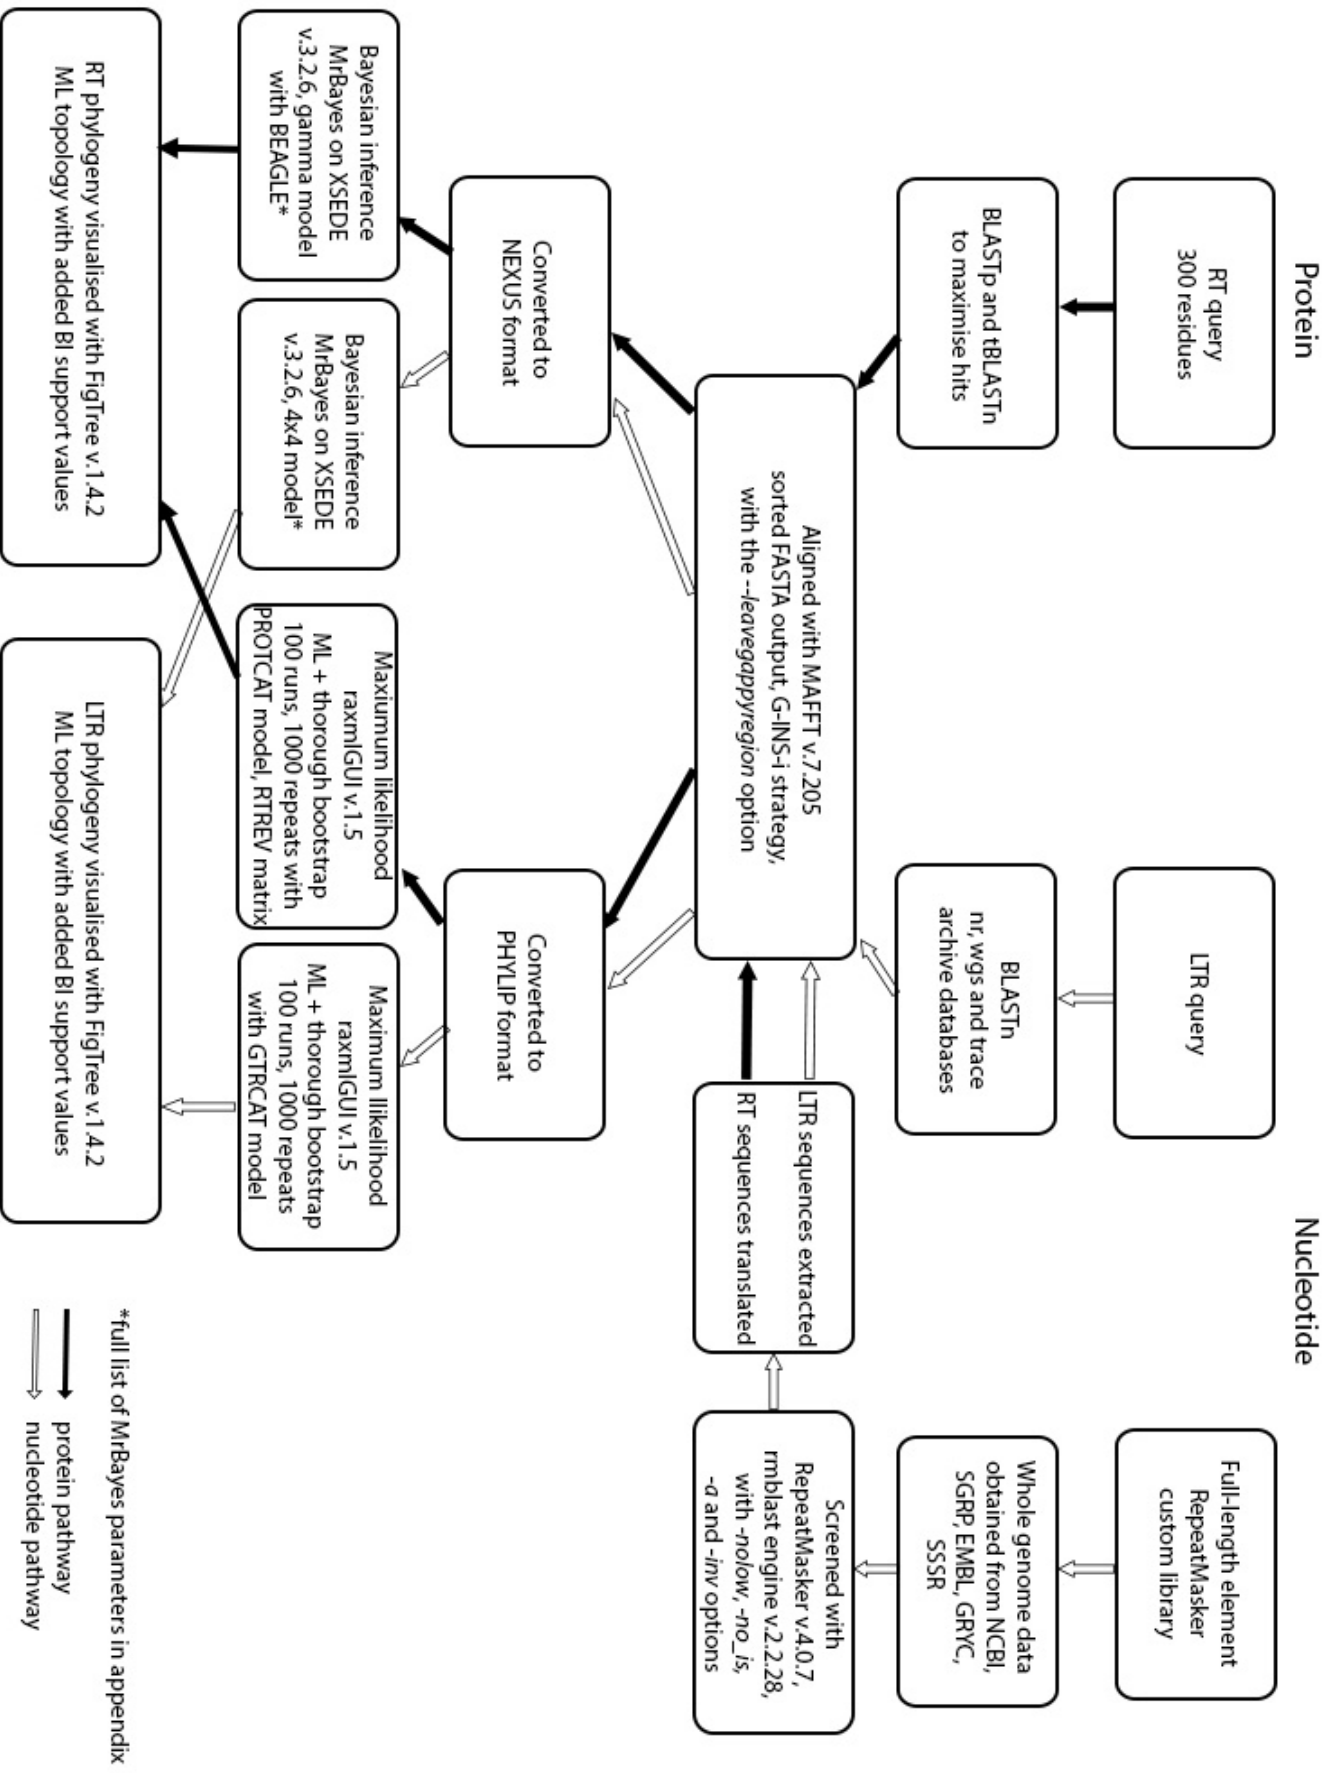 Protein
Nucleotide
RT query
300 residues
LTR query
Full-length element
RepeatMasker
custom library
BLASTp and tBLASTn
to maximise hits
BLASTn
nr, wgs and trace
archive databases
Whole genome data
obtained from NCBI,
SGRP, EMBL, GRYC,
SSSR
Aligned with MAFFT v.7.205
sorted FASTA output, G-INS-i strategy,
with the --leavegappyregion option
LTR sequences extracted
RT sequences translated
Screened with
RepeatMasker v.4.0.7,
rmblast engine v.2.2.28,
with -nolow, -no_is,
-a and -inv options
Converted to
NEXUS format
Converted to
PHYLIP format
Bayesian inference
MrBayes on XSEDE
v.3.2.6, gamma model
with BEAGLE*
Bayesian inference
MrBayes on XSEDE
v.3.2.6, 4x4 model*
Maxiumum likelihood
raxmlGUI v.1.5
ML + thorough bootstrap
100 runs, 1000 repeats with
PROTCAT model, RTREV matrix
Maximum llikelihood
raxmlGUI v.1.5
ML + thorough bootstrap
100 runs, 1000 repeats
with GTRCAT model
RT phylogeny visualised with FigTree v.1.4.2
ML topology with added BI support values
LTR phylogeny visualised with FigTree v.1.4.2
ML topology with added BI support values
*full list of MrBayes parameters in appendix
protein pathway
nucleotide pathway